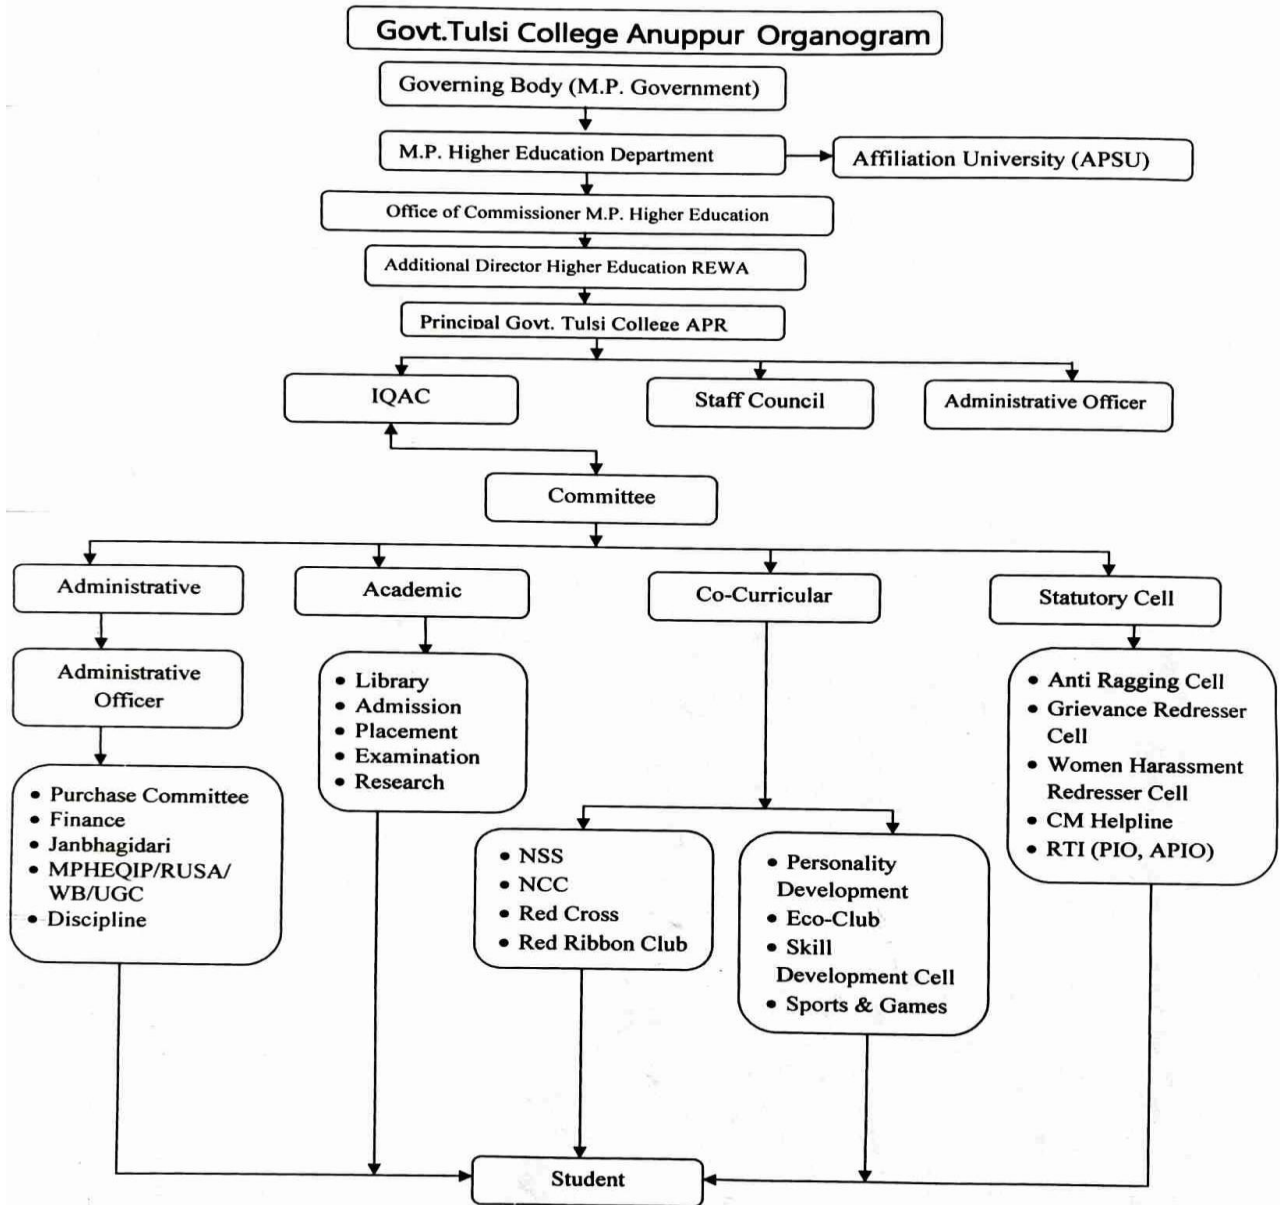 Govt.Tulsi College Anuppur Organogram
Governing Body (M.P. Government)
M.P. Higher Education Department
Affiliation University (APSU)
Office of Commissioner M.P. Higher Education
Additional Director Higher Education REWA
Principal Govt. Tulsi College APR
IQAC
Staff Council
Administrative Officer
Committee
Administrative
Academic
Co-Curricular
Statutory Cell
Administrative
Officer
• Purchase Committee
• Finance
• Janbhagidari
• MPHEQIP/RUSA/
WB/UGC
• Discipline
• Library
• Admission
• Placement
• Examination
• Research
• NSS
• NCC
• Red Cross
• Red Ribbon Club
• Personality
Development
• Eco-Club
• Skill
Development Cell
• Sports & Games
• Anti Ragging Cell
• Grievance Redresser
Cell
• Women Harassment
Redresser Cell
• CM Helpline
• RTI (PIO, APIO)
Student